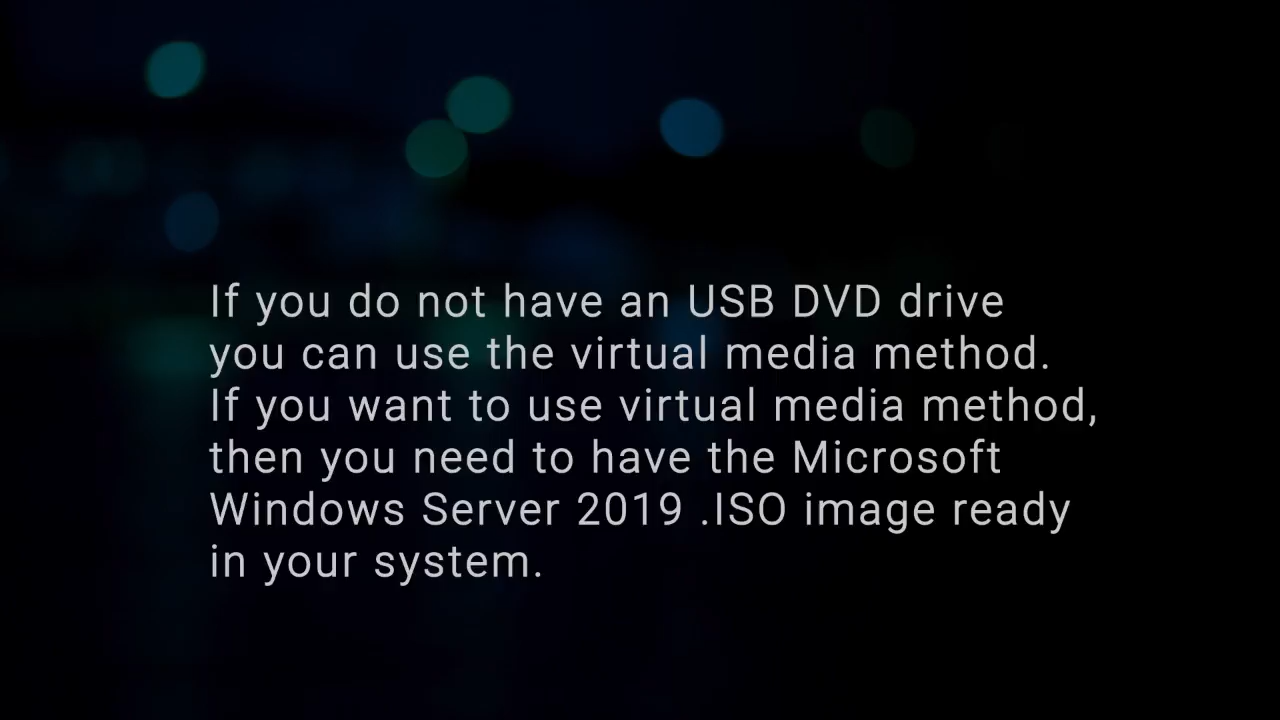 If you do not have an USB DVD drive
you can use the virtual media method.
If you want to use virtual media method,
then you need to have the Microsoft
Windows Server 2019 .ISO image ready
in your system.